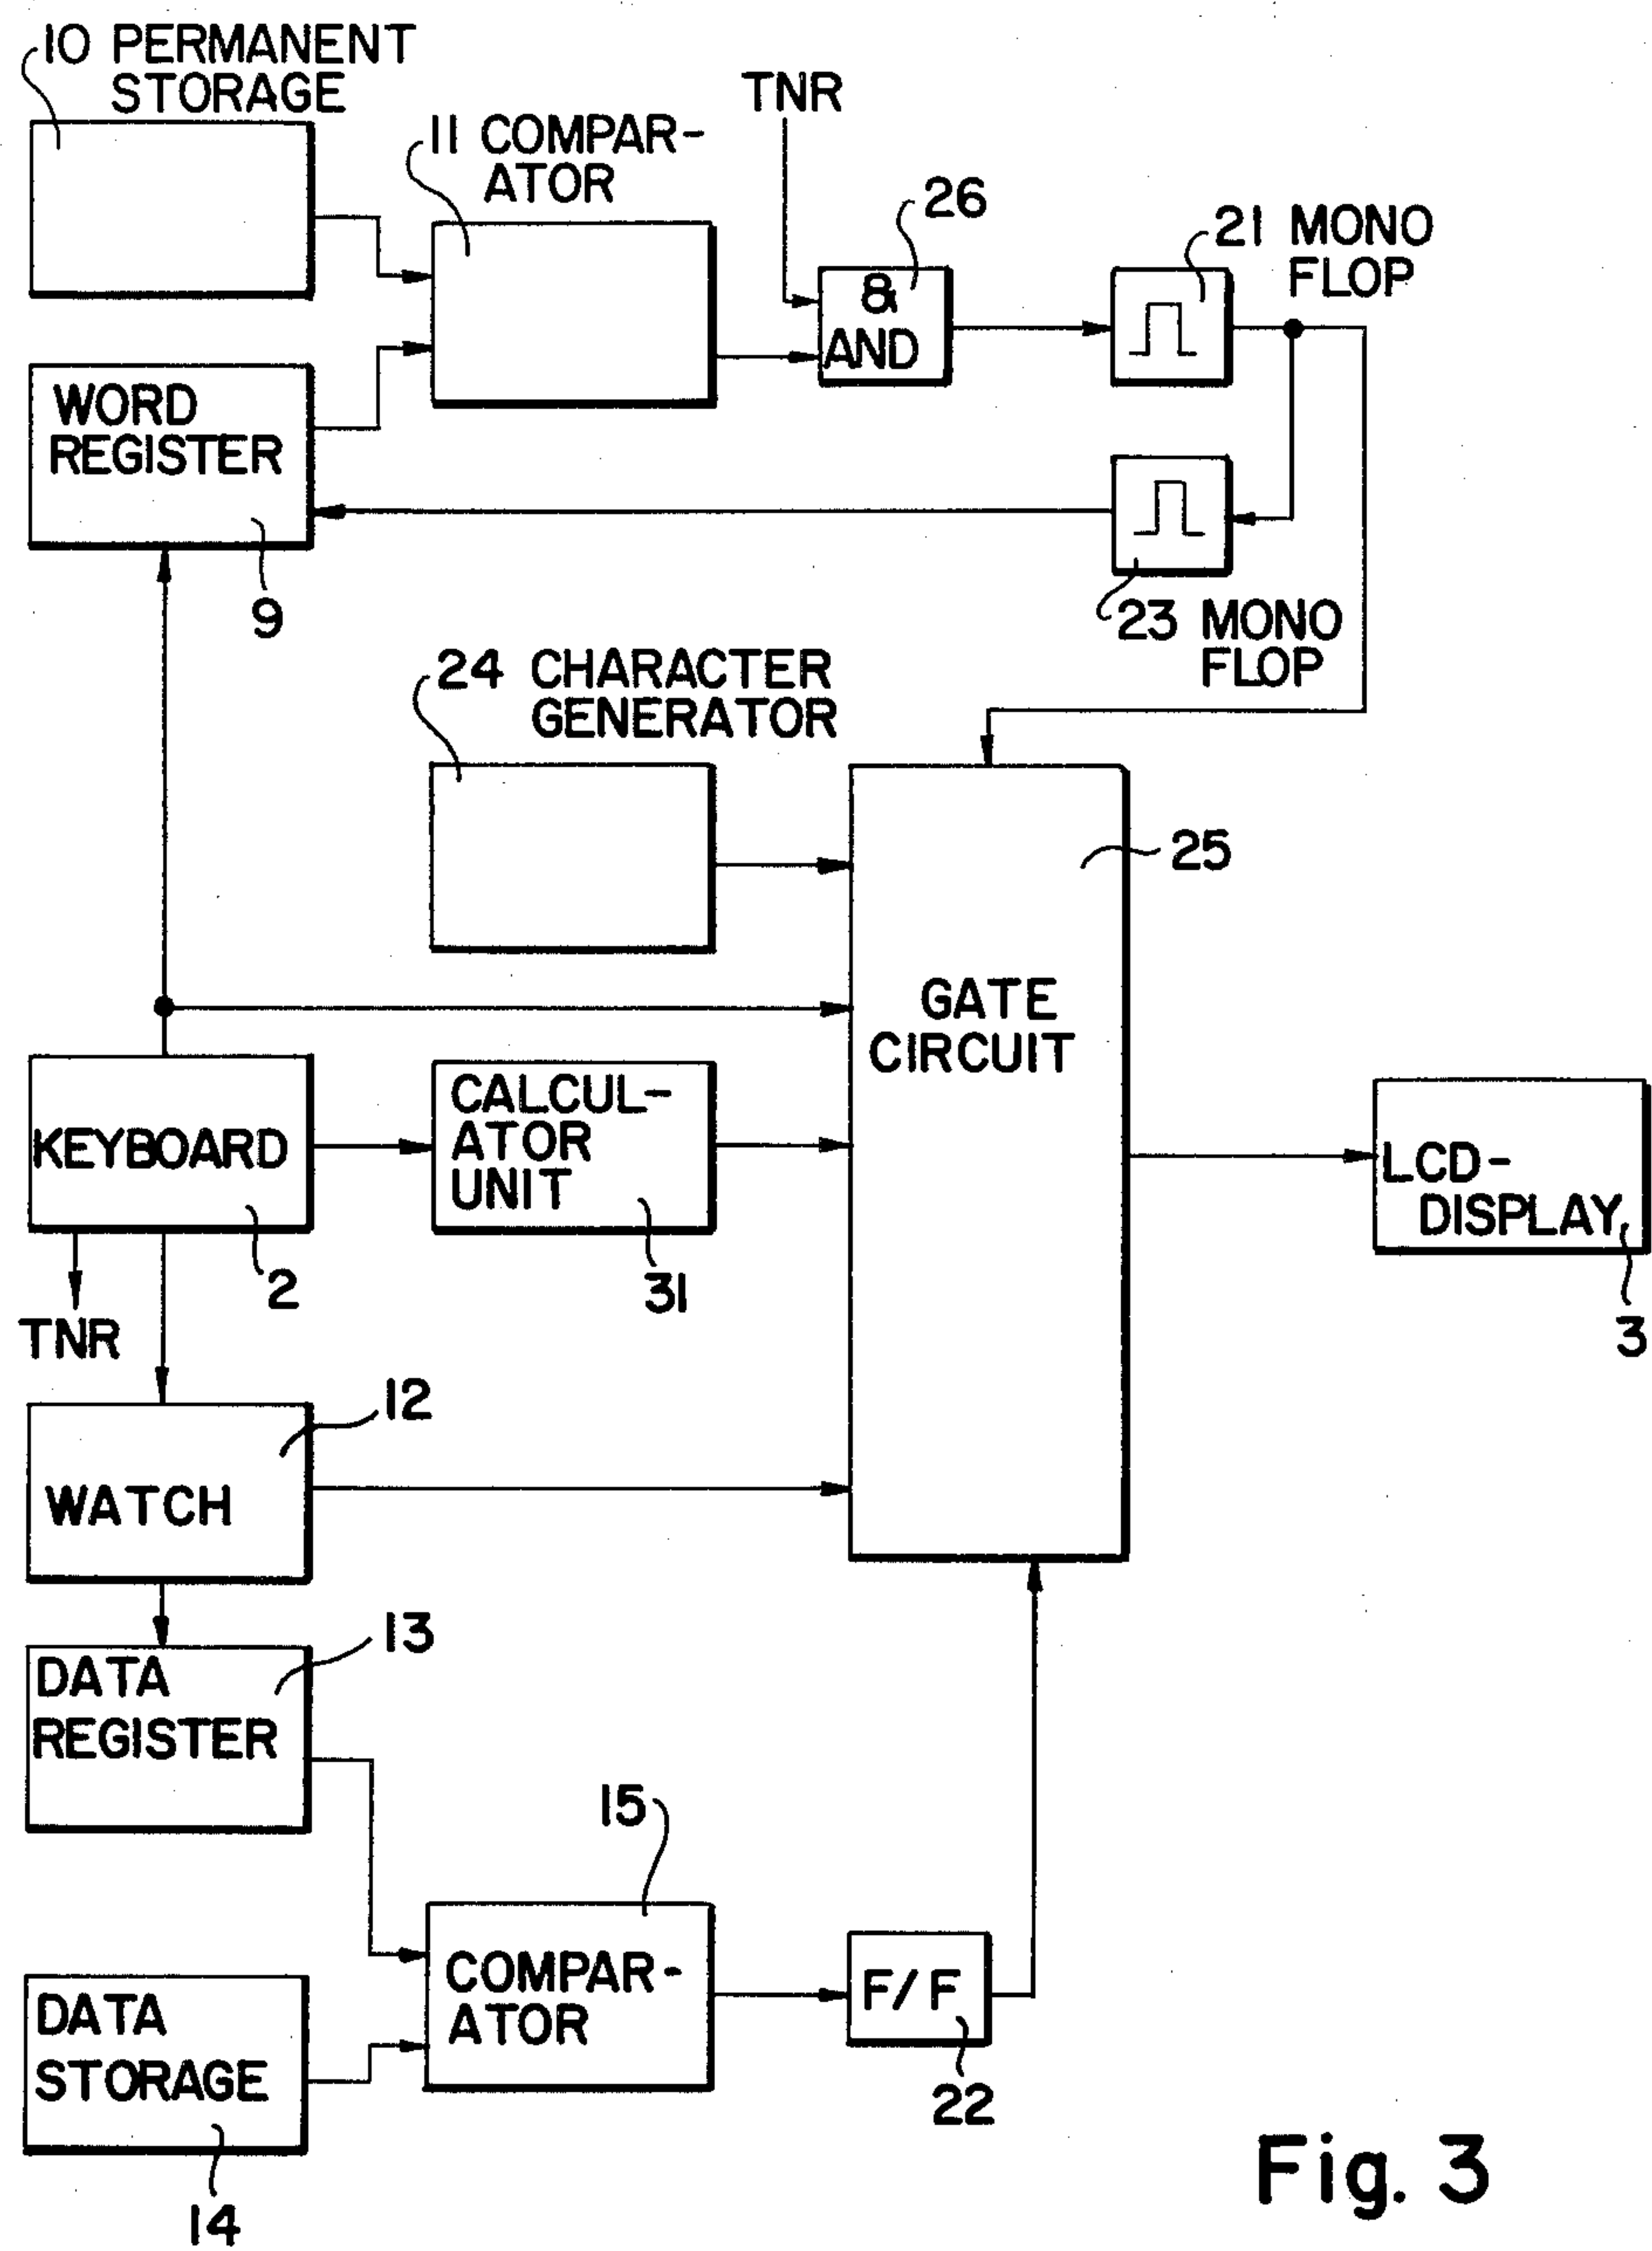 10 PERMANENT
STORAGE
TNR
11 COMPAR-
ATOR
26
21 MONO
FLOP
&
AND
WORD
REGISTER
9
23 MONO
FLOP
24 CHARACTER
GENERATOR
25
GATE
CIRCUIT
KEYBOARD
2
CALCUL-
ATOR
UNIT
31
LCD-
DISPLAY
3
TNR
12
WATCH
13
DATA
REGISTER
15
COMPAR-
ATOR
F/F
22
DATA
STORAGE
14
Fig. 3